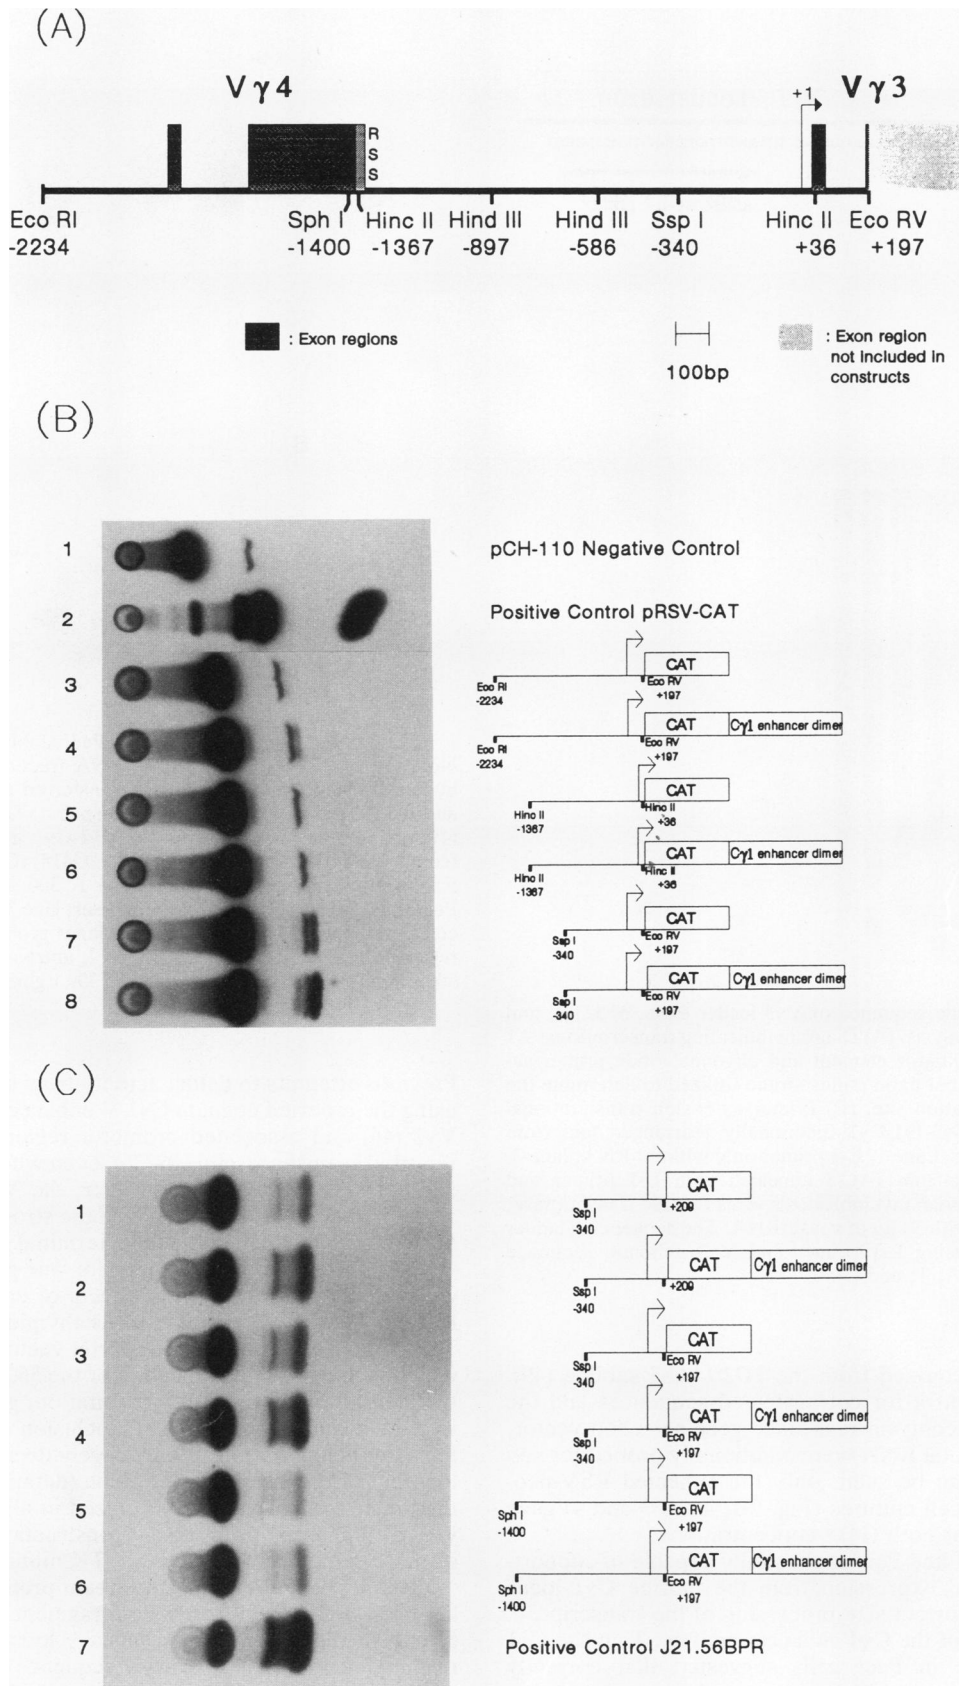 (A)
V γ 4
+1
V γ 3
R
S
S
Eco RI
-2234
Sph I
-1400
Hinc II
-1367
Hind III
-897
Hind III
-586
Ssp I
-340
Hinc II
+36
Eco RV
+197
: Exon regions
100bp
: Exon region
not included in
constructs
(B)
1
pCH-110 Negative Control
2
Positive Control pRSV-CAT
3
CAT
Eco RI
-2234
Eco RV
+197
4
CAT
Cγ1 enhancer dimer
Eco RI
-2234
Eco RV
+197
5
CAT
Hinc II
-1367
Hinc II
+36
6
CAT
Cγ1 enhancer dimer
Hinc II
-1367
Hinc II
+36
7
CAT
Ssp I
-340
Eco RV
+197
8
CAT
Cγ1 enhancer dimer
Ssp I
-340
Eco RV
+197
(C)
1
CAT
Ssp I
-340
+209
2
CAT
Cγ1 enhancer dimer
Ssp I
-340
+209
3
CAT
Ssp I
-340
Eco RV
+197
4
CAT
Cγ1 enhancer dimer
Ssp I
-340
Eco RV
+197
5
CAT
Sph I
-1400
Eco RV
+197
6
CAT
Cγ1 enhancer dimer
Sph I
-1400
Eco RV
+197
7
Positive Control J21.56BPR